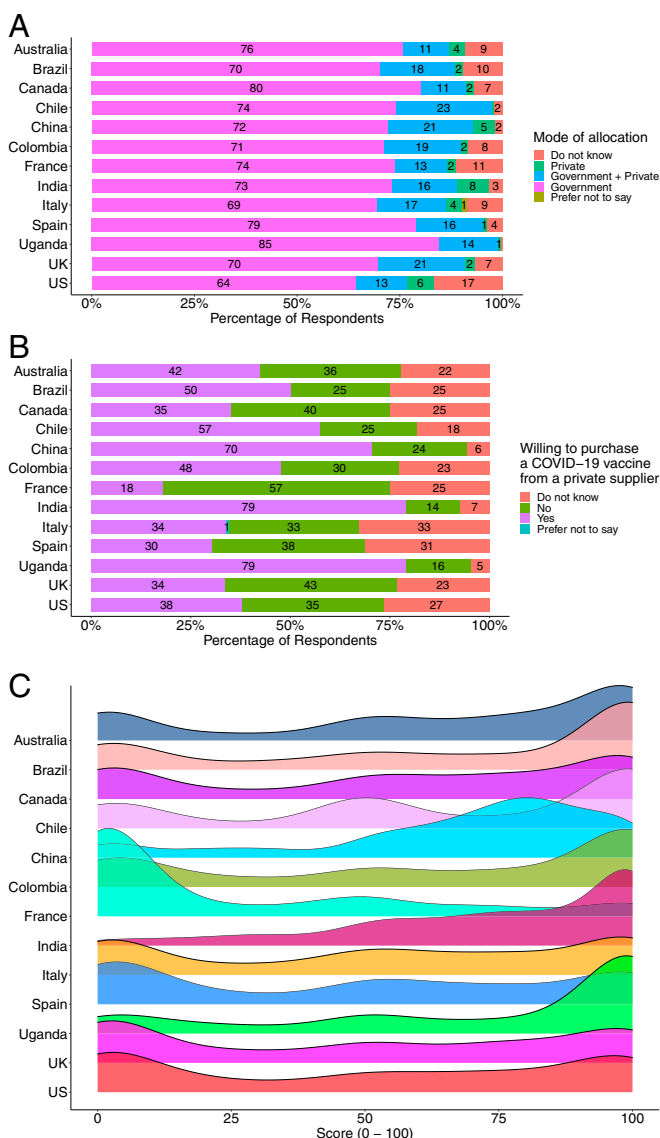 A
Australia 76 11 4 9
Brazil 70 18 2 10
Canada 80 11 2 7
Chile 74 23 2
China 72 21 5 2
Colombia 71 19 2 8
France 74 13 2 11
India 73 16 8 3
Italy 69 17 4 1 9
Spain 79 16 1 4
Uganda 85 14 1
UK 70 21 2 7
US 64 13 6 17
0% 25% 50% 75% 100%
Percentage of Respondents
Mode of allocation
Do not know
Private
Government + Private
Government
Prefer not to say
B
Australia 42 36 22
Brazil 50 25 25
Canada 35 40 25
Chile 57 25 18
China 70 24 6
Colombia 48 30 23
France 18 57 25
India 79 14 7
Italy 34 1 33 33
Spain 30 38 31
Uganda 79 16 5
UK 34 43 23
US 38 35 27
0% 25% 50% 75% 100%
Percentage of Respondents
Willing to purchase
a COVID−19 vaccine
from a private supplier
Do not know
No
Yes
Prefer not to say
C
Australia
Brazil
Canada
Chile
China
Colombia
France
India
Italy
Spain
Uganda
UK
US
0 25 50 75 100
Score (0 − 100)